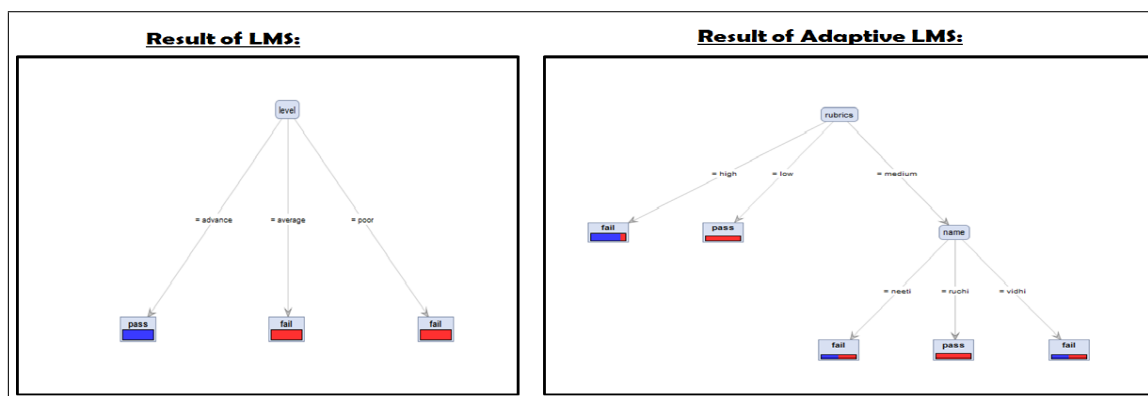 Result of LMS:
level
= advance = average = poor
pass fail fail
Result of Adaptive LMS:
rubrics
= high = low = medium
fail pass name
= neeti = ruchi = vidhi
fail pass fail